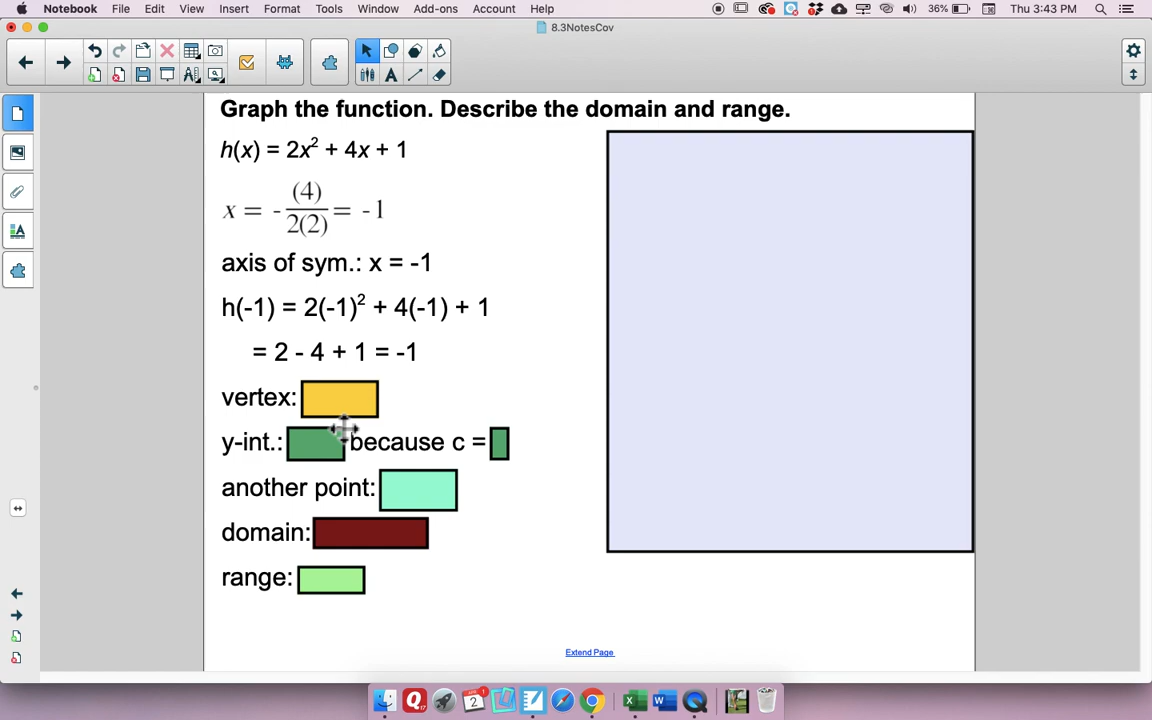 Notebook File Edit View Insert Format Tools Window Add-ons Account Help 36% Thu 3:43 PM
8.3NotesCov
Graph the function. Describe the domain and range.
h(x) = 2x² + 4x + 1
x = - (4)/2(2) = - 1
axis of sym.: x = -1
h(-1) = 2(-1)² + 4(-1) + 1
= 2 - 4 + 1 = -1
vertex:
y-int.: because c =
another point:
domain:
range:
Extend Page